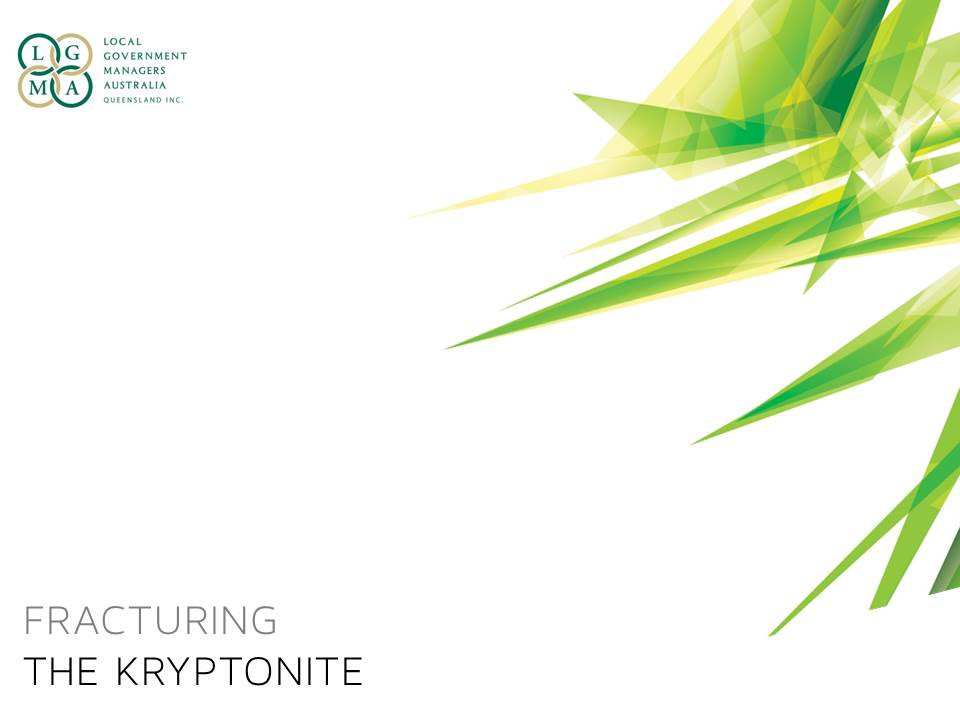 L G
M A
LOCAL
GOVERNMENT
MANAGERS
AUSTRALIA
QUEENSLAND INC.
FRACTURING
THE KRYPTONITE